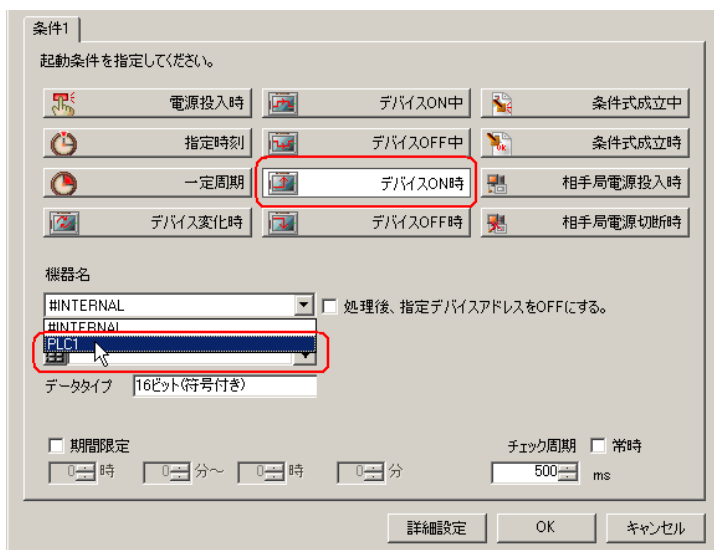 条件1
起動条件を指定してください。
電源投入時 デバイスON中 条件式成立中
指定時刻 デバイスOFF中 条件式成立時
一定周期 デバイスON時 相手局電源投入時
デバイス変化時 デバイスOFF時 相手局電源切断時
機器名
#INTERNAL 処理後、指定デバイスアドレスをOFFにする。
#INTERNAL
PLC1
データタイプ 16ビット(符号付き)
期間限定 チェック周期 常時
0 時 0 分～ 0 時 0 分 500 ms
詳細設定 OK キャンセル